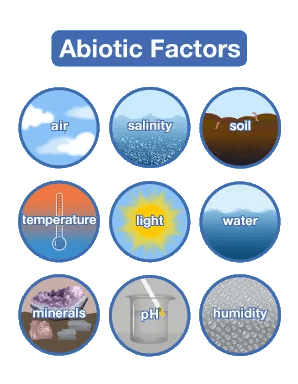 Abiotic Factors
air
salinity
soil
temperature
light
water
minerals
pH
humidity